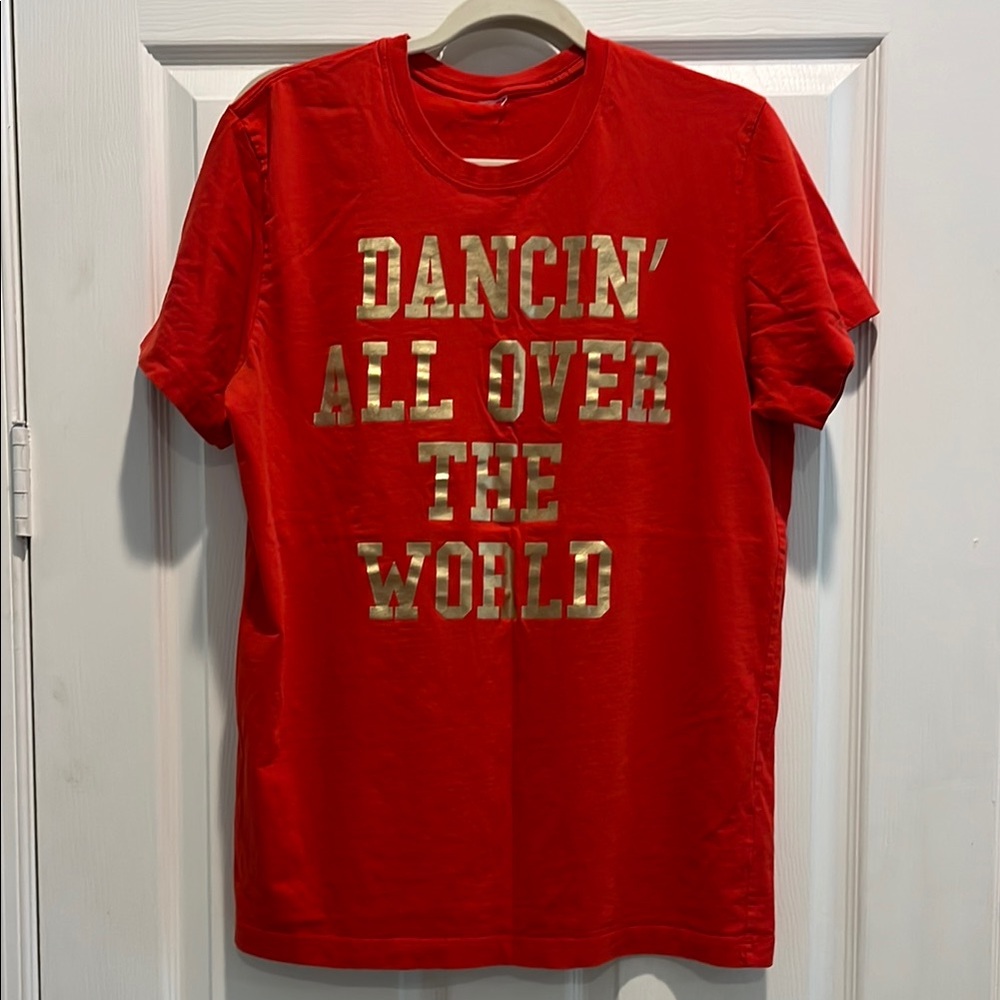 DANCIN'
ALL OVER
THE
WORLD